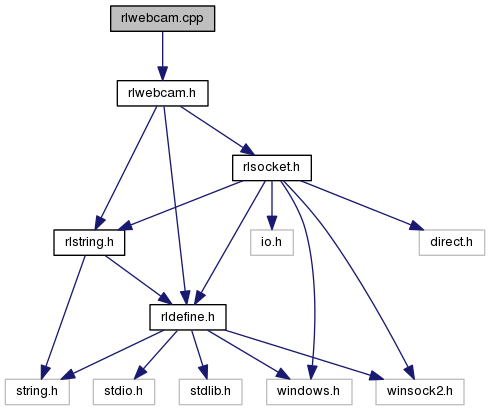 rlwebcam.cpp
rlwebcam.h
rlsocket.h
rlstring.h
io.h
direct.h
rldefine.h
string.h
stdio.h
stdlib.h
windows.h
winsock2.h